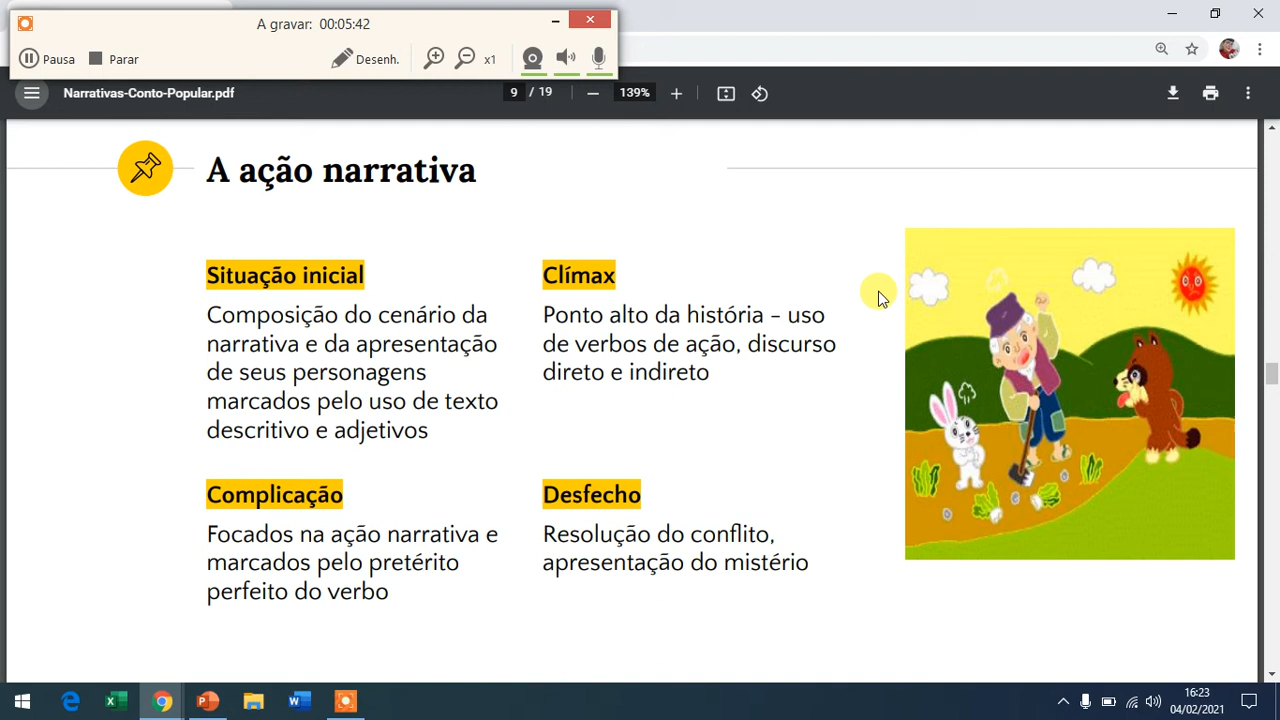 A gravar: 00:05:42
Pausa
Parar
Desenh.
x1
Narrativas-Conto-Popular.pdf
9 / 19
139%
A ação narrativa
Situação inicial
Composição do cenário da
narrativa e da apresentação
de seus personagens
marcados pelo uso de texto
descritivo e adjetivos
Clímax
Ponto alto da história – uso
de verbos de ação, discurso
direto e indireto
Complicação
Focados na ação narrativa e
marcados pelo pretérito
perfeito do verbo
Desfecho
Resolução do conflito,
apresentação do mistério
16:23
04/02/2021